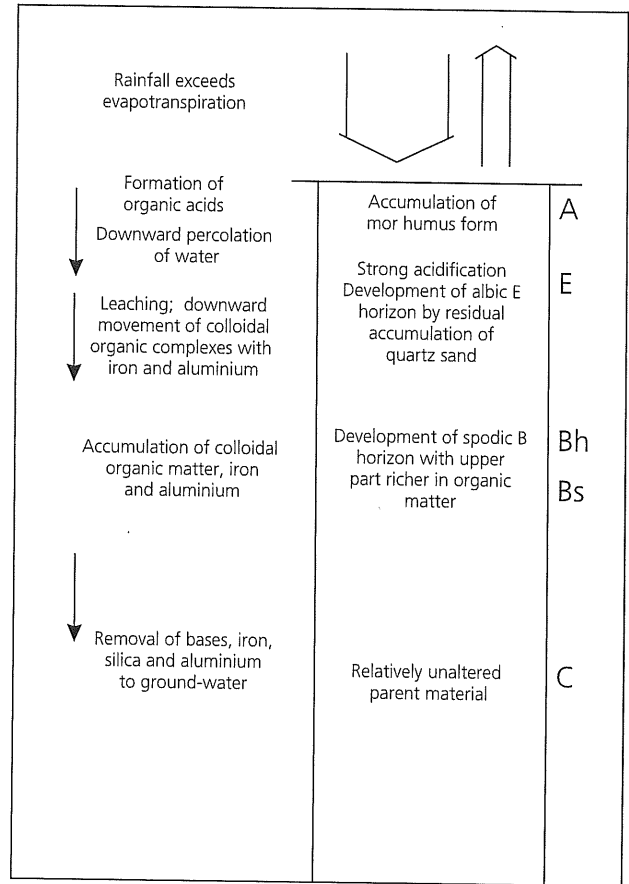 Rainfall exceeds
evapotranspiration
Formation of
organic acids
Downward percolation
of water
Accumulation of
mor humus form
A
Leaching; downward
movement of colloidal
organic complexes with
iron and aluminium
Strong acidification
Development of albic E
horizon by residual
accumulation of
quartz sand
E
Accumulation of colloidal
organic matter, iron
and aluminium
Development of spodic B
horizon with upper
part richer in organic
matter
Bh
Bs
Removal of bases, iron,
silica and aluminium
to ground-water
Relatively unaltered
parent material
C